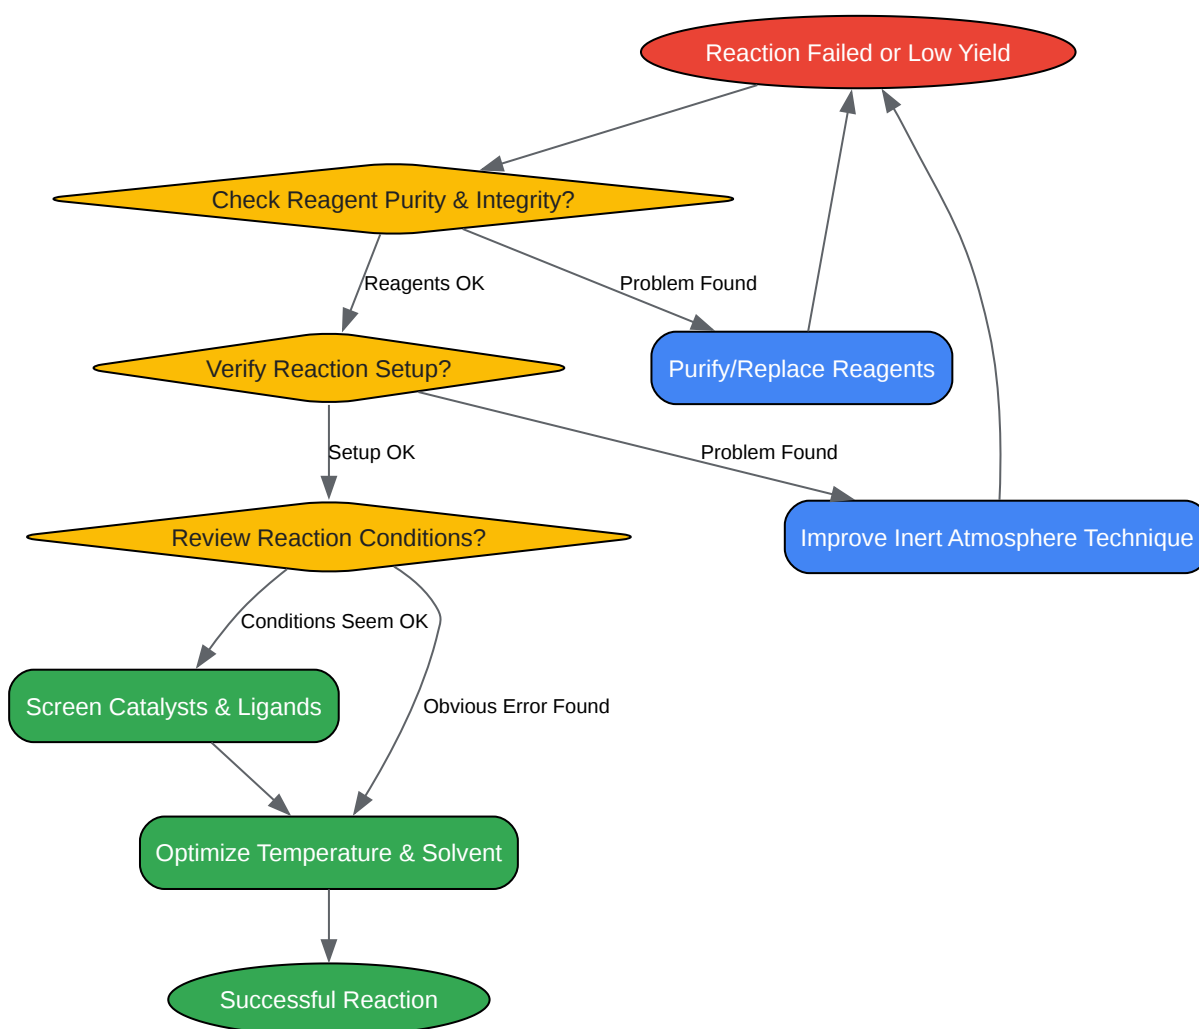 Reaction Failed or Low Yield
Check Reagent Purity & Integrity?
Reagents OK
Problem Found
Verify Reaction Setup?
Purify/Replace Reagents
Setup OK
Problem Found
Review Reaction Conditions?
Improve Inert Atmosphere Technique
Conditions Seem OK
Screen Catalysts & Ligands
Obvious Error Found
Optimize Temperature & Solvent
Successful Reaction